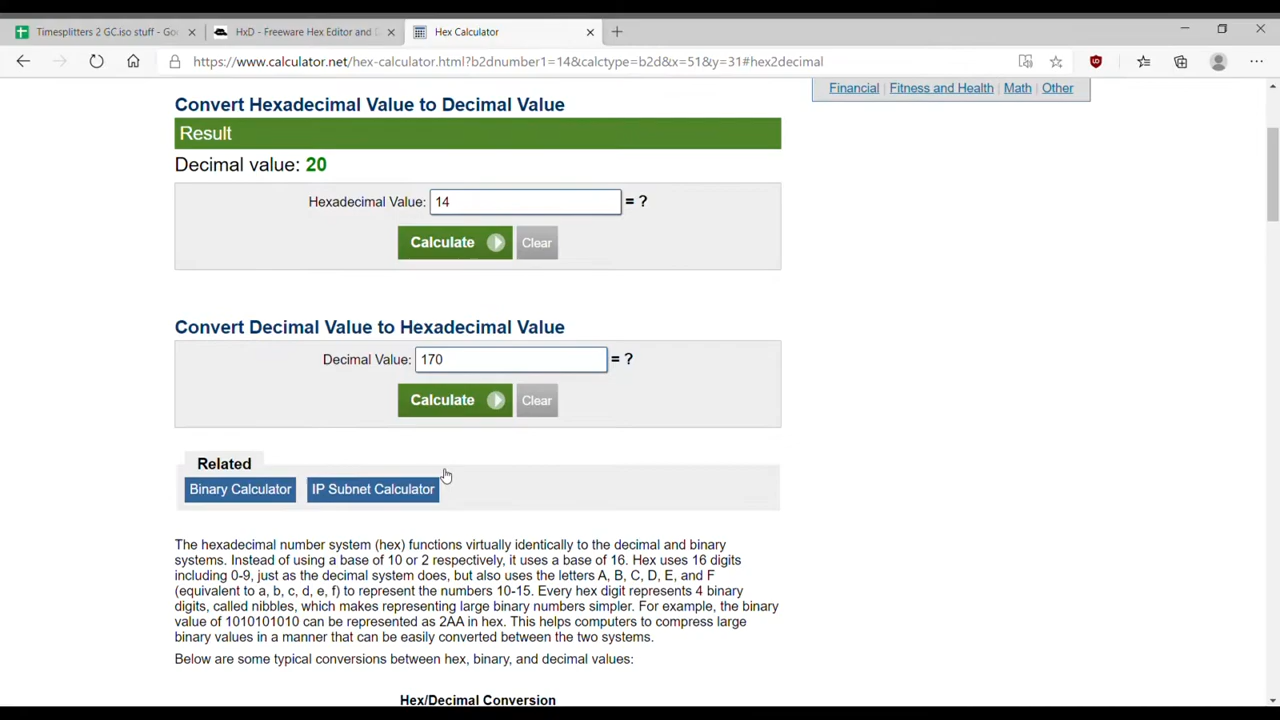 Timesplitters 2 GC.iso stuff - Go
HxD - Freeware Hex Editor and D
Hex Calculator
https://www.calculator.net/hex-calculator.html?b2dnumber1=14&calctype=b2d&x=51&y=31#hex2decimal
Financial Fitness and Health Math Other
Convert Hexadecimal Value to Decimal Value
Result
Decimal value: 20
Hexadecimal Value: 14 = ?
Calculate Clear
Convert Decimal Value to Hexadecimal Value
Decimal Value: 170 = ?
Calculate Clear
Related
Binary Calculator IP Subnet Calculator
The hexadecimal number system (hex) functions virtually identically to the decimal and binary
systems. Instead of using a base of 10 or 2 respectively, it uses a base of 16. Hex uses 16 digits
including 0-9, just as the decimal system does, but also uses the letters A, B, C, D, E, and F
(equivalent to a, b, c, d, e, f) to represent the numbers 10-15. Every hex digit represents 4 binary
digits, called nibbles, which makes representing large binary numbers simpler. For example, the binary
value of 1010101010 can be represented as 2AA in hex. This helps computers to compress large
binary values in a manner that can be easily converted between the two systems.
Below are some typical conversions between hex, binary, and decimal values:
Hex/Decimal Conversion